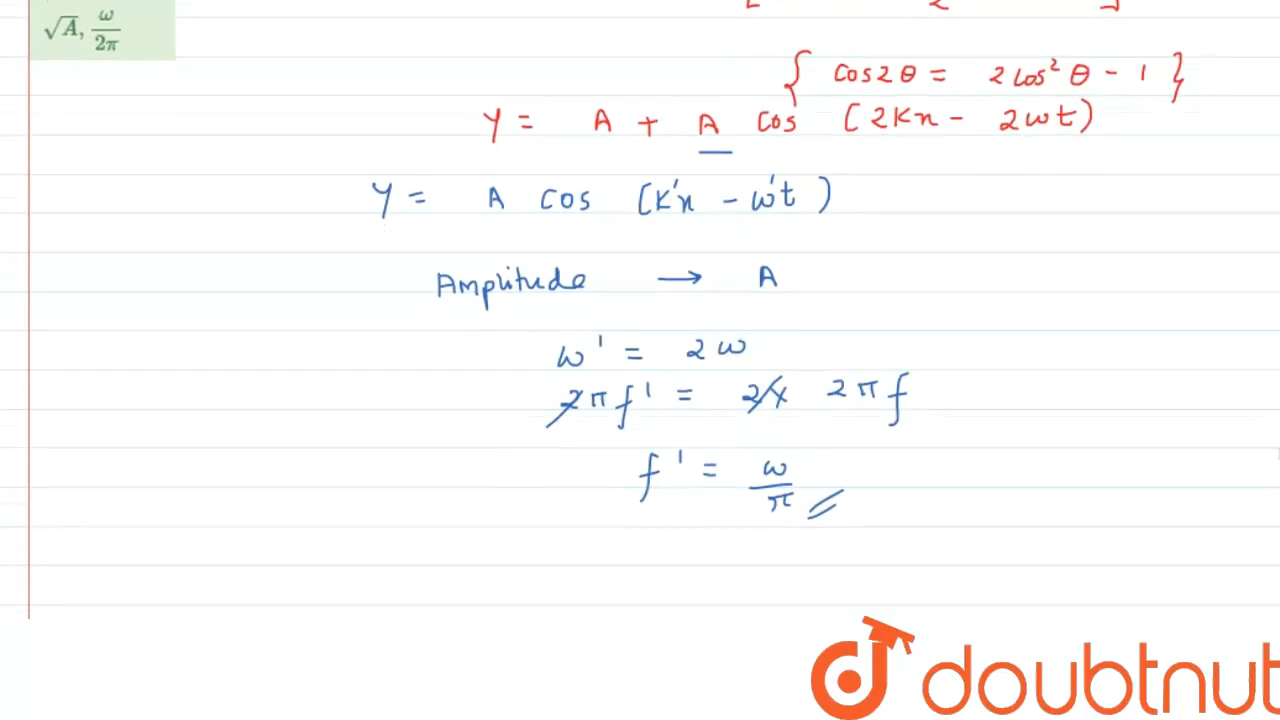 √A, ω/2π
{ cos2θ = 2cos²θ - 1 }
Y = A + A cos (2Kx - 2ωt)
Y = A cos (K'x - ω't)
Amplitude → A
ω' = 2ω
2πf' = 2× 2πf
f' = ω/π
doubtnut